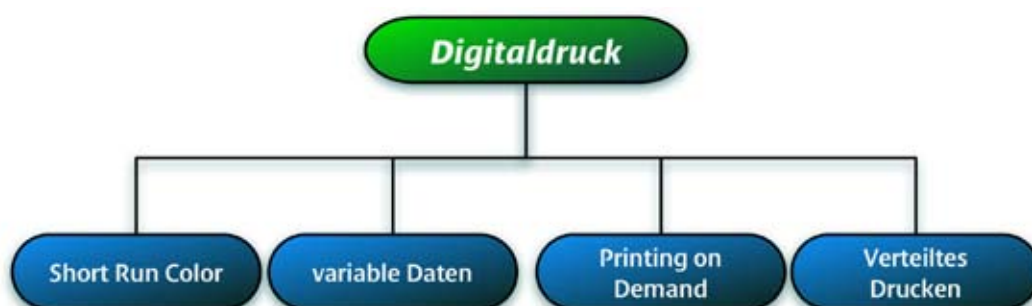 Digitaldruck
Short Run Color
variable Daten
Printing on
Demand
Verteiltes
Drucken